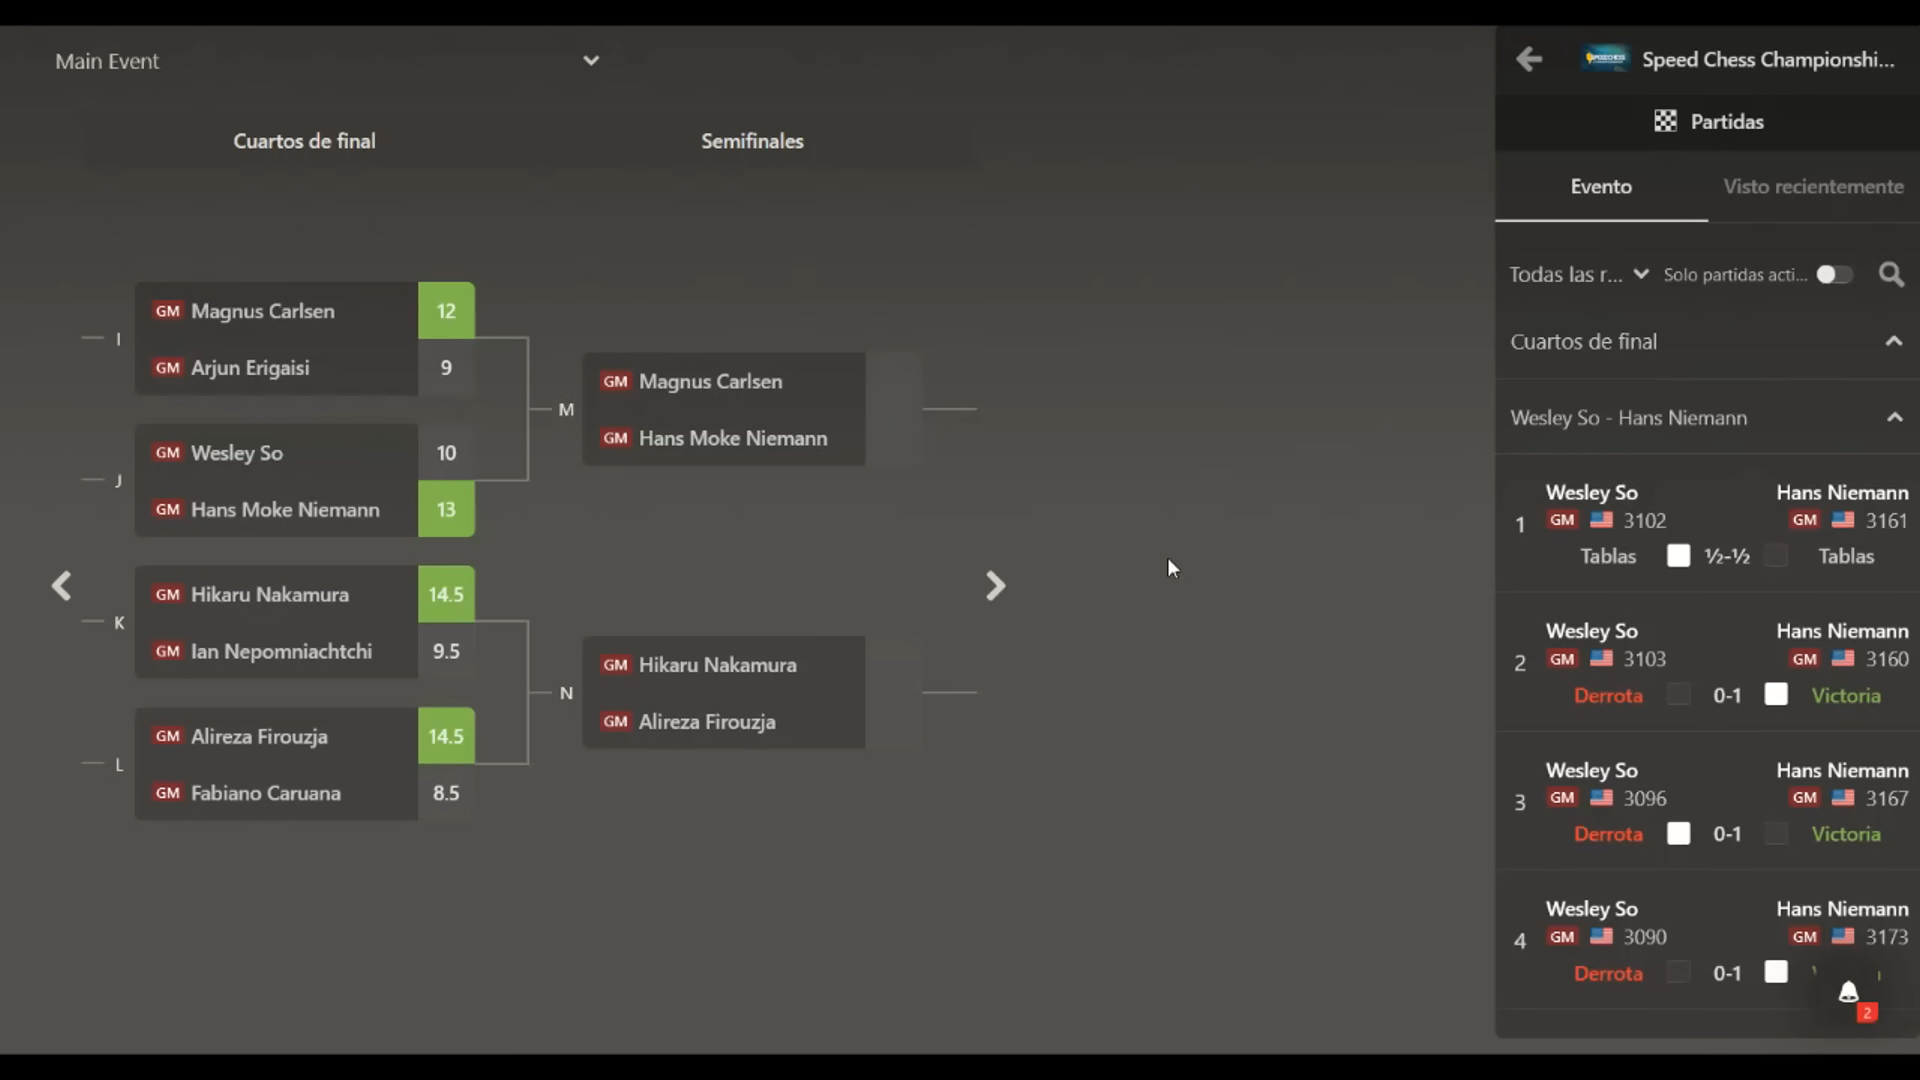 Main Event
Cuartos de final
Semifinales
I
GM Magnus Carlsen 12
GM Arjun Erigaisi 9
J
GM Wesley So 10
GM Hans Moke Niemann 13
K
GM Hikaru Nakamura 14.5
GM Ian Nepomniachtchi 9.5
L
GM Alireza Firouzja 14.5
GM Fabiano Caruana 8.5
M
GM Magnus Carlsen
GM Hans Moke Niemann
N
GM Hikaru Nakamura
GM Alireza Firouzja
Speed Chess Championshi...
Partidas
Evento
Visto recientemente
Todas las r...
Solo partidas acti...
Cuartos de final
Wesley So - Hans Niemann
1
Wesley So Hans Niemann
GM 3102 GM 3161
Tablas ½-½ Tablas
2
Wesley So Hans Niemann
GM 3103 GM 3160
Derrota 0-1 Victoria
3
Wesley So Hans Niemann
GM 3096 GM 3167
Derrota 0-1 Victoria
4
Wesley So Hans Niemann
GM 3090 GM 3173
Derrota 0-1
2